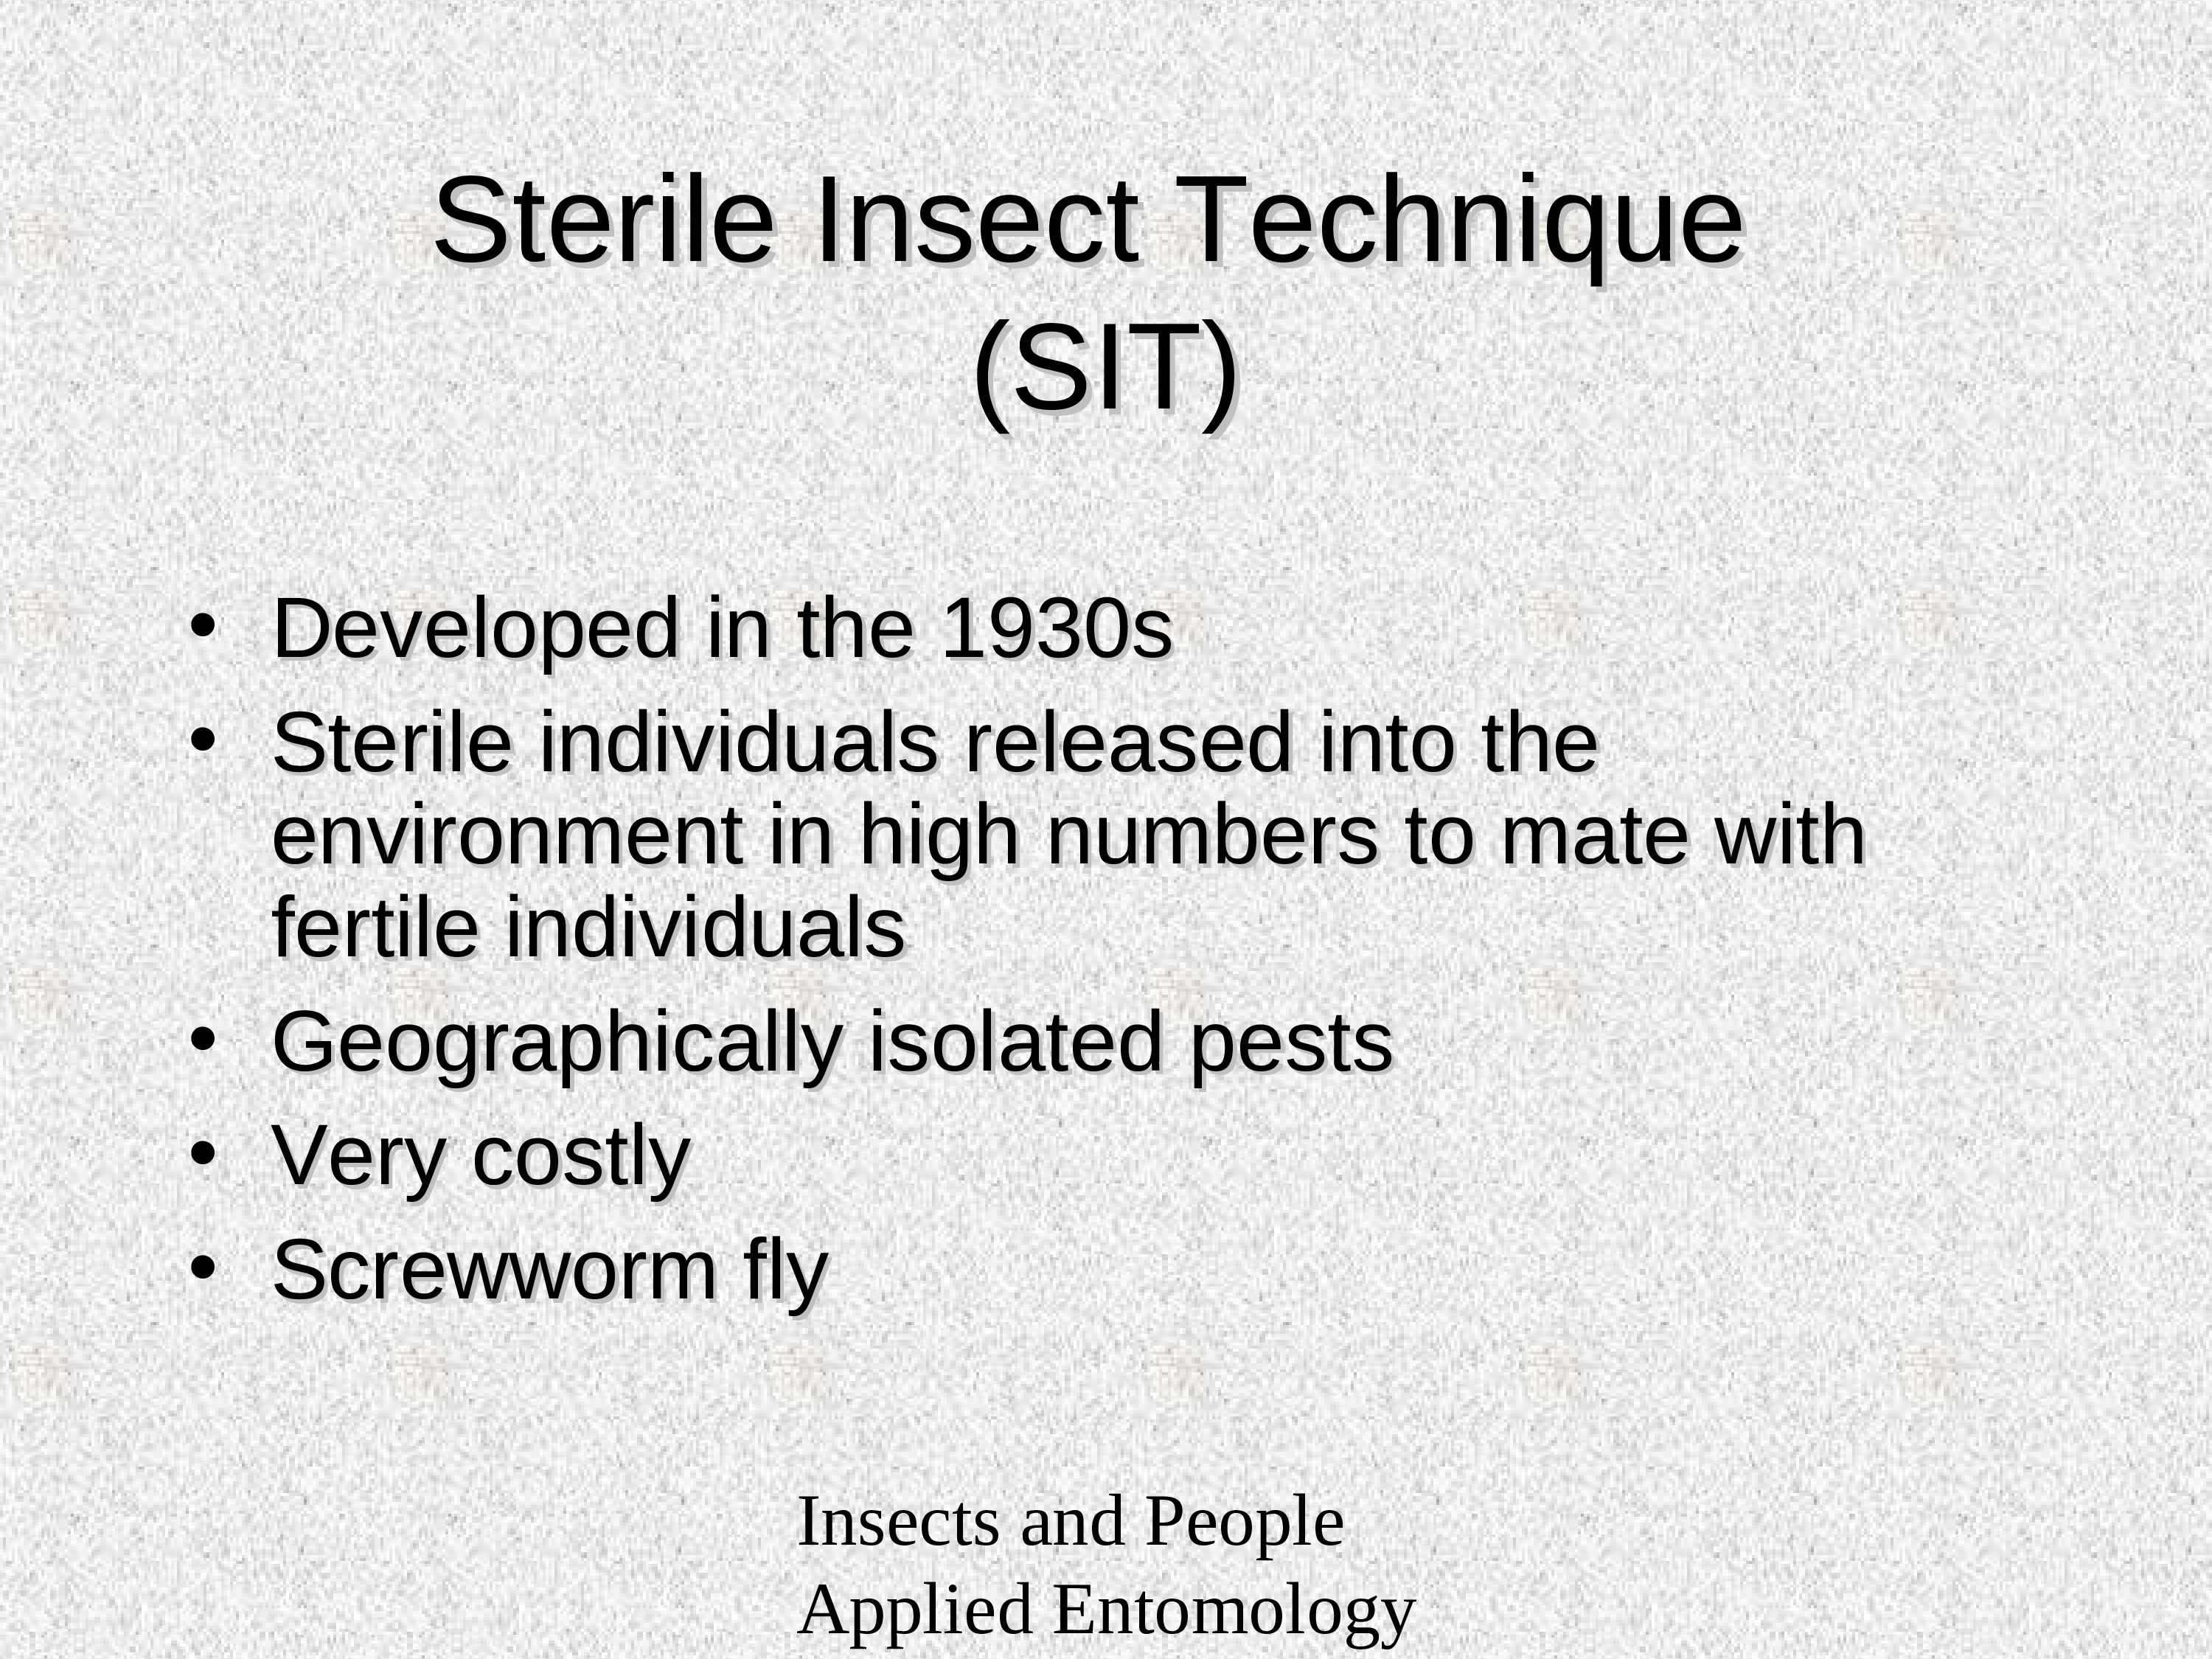 Sterile Insect Technique
(SIT)
• Developed in the 1930s
• Sterile individuals released into the
environment in high numbers to mate with
fertile individuals
• Geographically isolated pests
• Very costly
• Screwworm fly
Insects and People
Applied Entomology